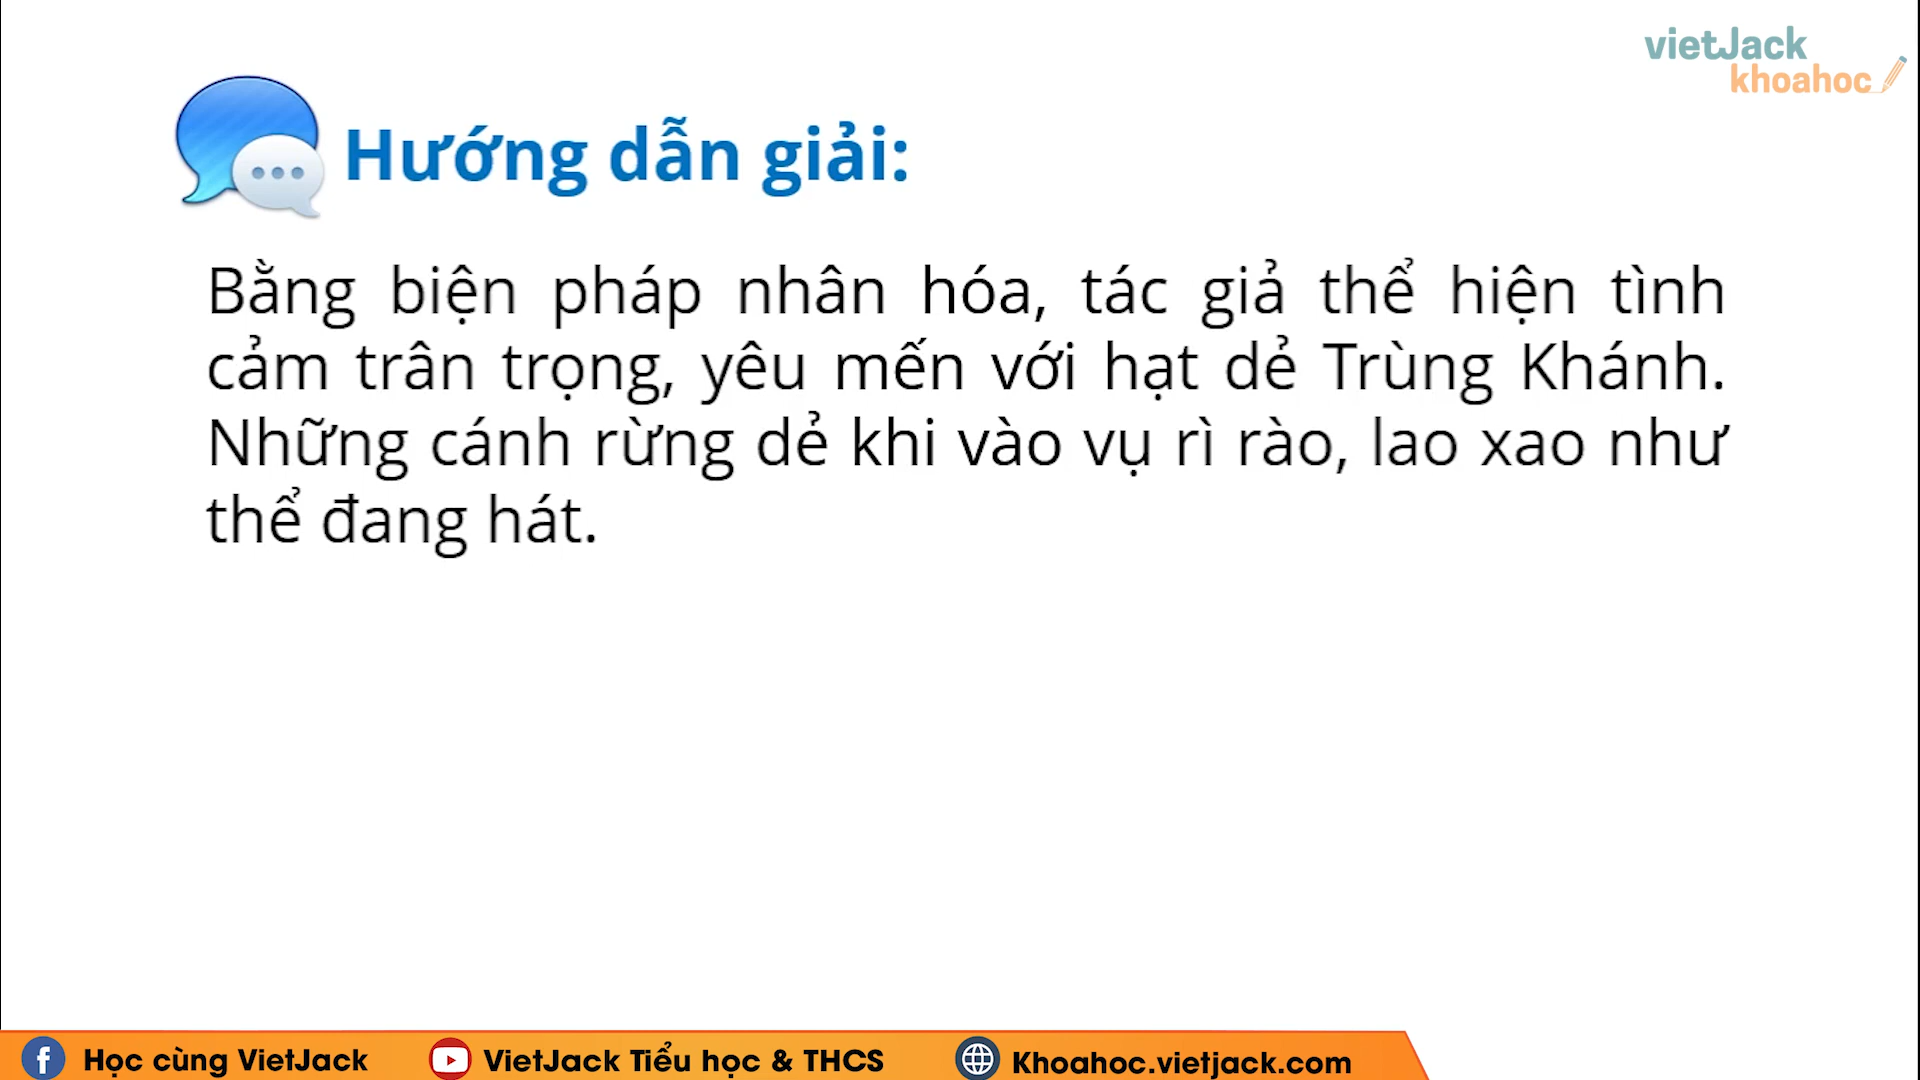 vietJack
khoahoc
Hướng dẫn giải:
Bằng biện pháp nhân hóa, tác giả thể hiện tình
cảm trân trọng, yêu mến với hạt dẻ Trùng Khánh.
Những cánh rừng dẻ khi vào vụ rì rào, lao xao như
thể đang hát.
Học cùng VietJack
VietJack Tiểu học & THCS
Khoahoc.vietjack.com